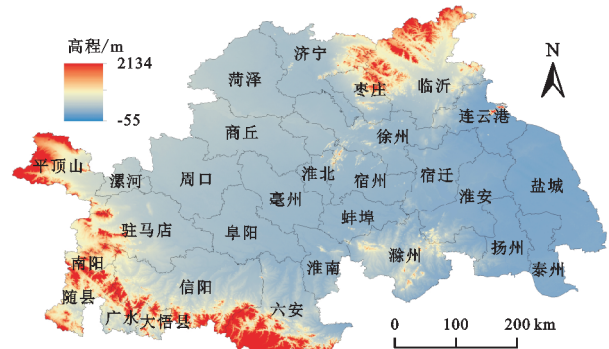 高程/m
2134
-55
N
济宁
菏泽
枣庄
临沂
连云港
商丘
徐州
平顶山
漯河
周口
淮北
宿州
宿迁
淮安
盐城
亳州
驻马店
阜阳
蚌埠
滁州
扬州
泰州
南阳
信阳
淮南
随县
广水
大悟县
六安
0 100 200 km